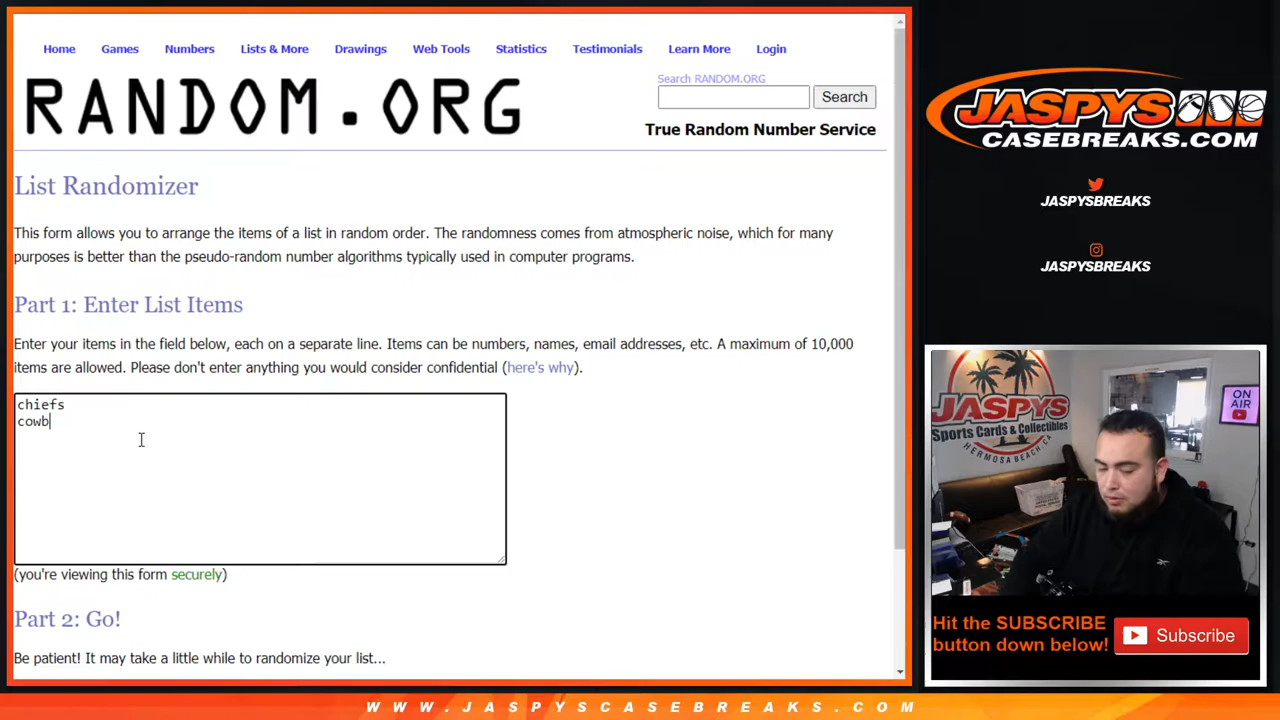 Home Games Numbers Lists & More Drawings Web Tools Statistics Testimonials Learn More Login
RANDOM.ORG
Search RANDOM.ORG
Search
True Random Number Service
List Randomizer
This form allows you to arrange the items of a list in random order. The randomness comes from atmospheric noise, which for many
purposes is better than the pseudo-random number algorithms typically used in computer programs.
Part 1: Enter List Items
Enter your items in the field below, each on a separate line. Items can be numbers, names, email addresses, etc. A maximum of 10,000
items are allowed. Please don't enter anything you would consider confidential (here's why).
chiefs
cowb
(you're viewing this form securely)
Part 2: Go!
Be patient! It may take a little while to randomize your list...
JASPYS
CASEBREAKS.COM
JASPYSBREAKS
JASPYSBREAKS
JASPYS
Sports Cards & Collectibles
HERMOSA BEACH, CA
ON
AIR
Hit the SUBSCRIBE
button down below!
Subscribe
WWW.JASPYSCASEBREAKS.COM